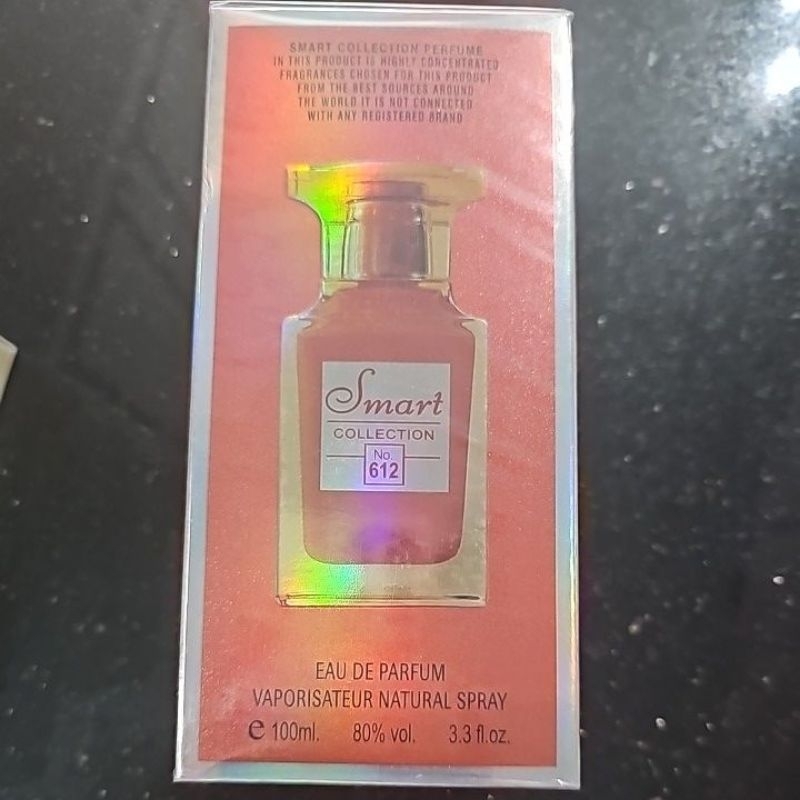 SMART COLLECTION PERFUME
IN THIS PRODUCT IS HIGHLY CONCENTRATED
FRAGRANCES CHOSEN FOR THIS PRODUCT
FROM THE BEST SOURCES AROUND
THE WORLD IT IS NOT CONNECTED
WITH ANY REGISTERED BRAND
Smart
COLLECTION
No.
612
EAU DE PARFUM
VAPORISATEUR NATURAL SPRAY
e 100ml. 80% vol. 3.3 fl.oz.